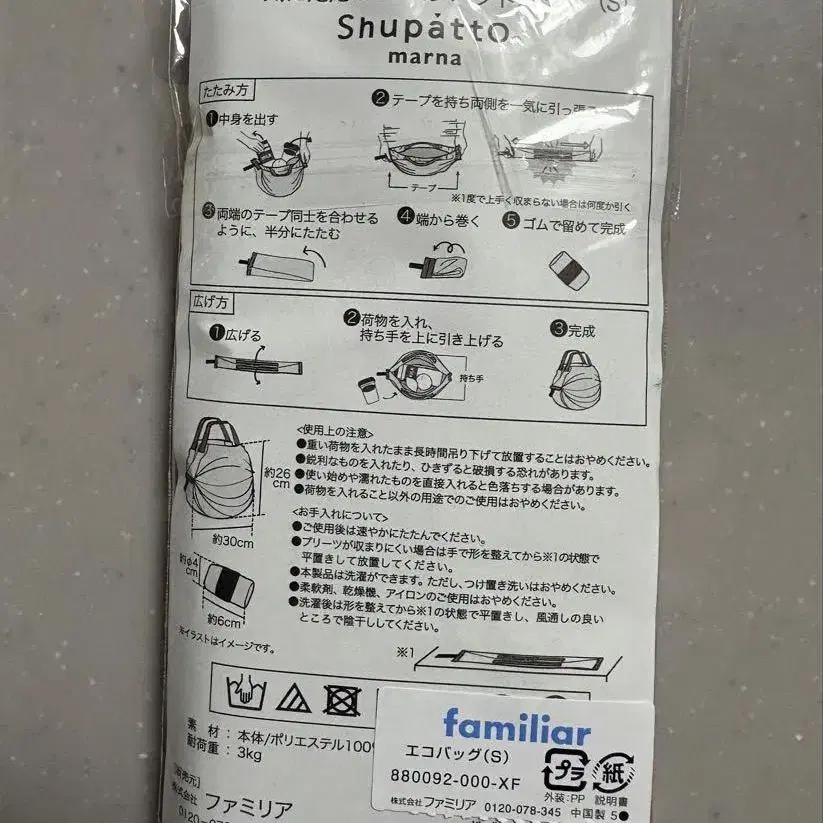 (S)
Shupatto
marna
たたみ方
❶中身を出す
❷テープを持ち両側を一気に引っ張る
テープ
※1度で上手く収まらない場合は何度か引く
❸両端のテープ同士を合わせる
ように、半分にたたむ
❹端から巻く
❺ゴムで留めて完成
広げ方
❶広げる
❷荷物を入れ、
持ち手を上に引き上げる
持ち手
❸完成
約26
cm
約30cm
約φ4
cm
約6cm
※イラストはイメージです。
<使用上の注意>
●重い荷物を入れたまま長時間吊り下げて放置することはおやめください。
●鋭利なものを入れたり、ひきずると破損する恐れがあります。
●使い始めや濡れたものを直接入れると色落ちする場合があります。
●荷物を入れること以外の用途でのご使用はおやめください。
<お手入れについて>
●ご使用後は速やかにたたんでください。
●プリーツが収まりにくい場合は手で形を整えてから※1の状態で
平置きして放置してください。
●本製品は洗濯ができます。ただし、つけ置き洗いはおやめください。
●柔軟剤、乾燥機、アイロンのご使用はおやめください。
●洗濯後は形を整えてから※1の状態で平置きし、風通しの良い
ところで陰干ししてください。
※1
素 材：本体/ポリエステル100%
耐荷重：3kg
株式会社 ファミリア
0120-078
familiar
エコバッグ(S)
880092-000-XF
プラ
紙
外装:PP 説明書
株式会社 ファミリア 0120-078-345 中国製 5●